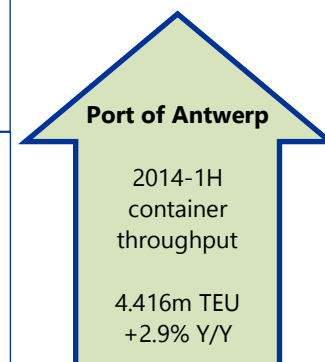 Port of Antwerp
2014-1H
container
throughput
4.416m TEU
+2.9% Y/Y